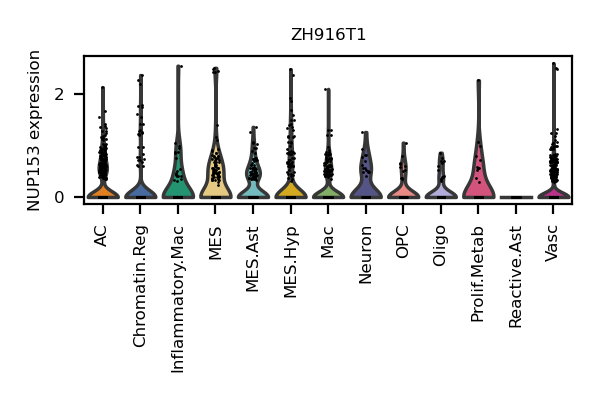 ZH916T1
NUP153 expression
2
0
AC
Chromatin.Reg
Inflammatory.Mac
MES
MES.Ast
MES.Hyp
Mac
Neuron
OPC
Oligo
Prolif.Metab
Reactive.Ast
Vasc